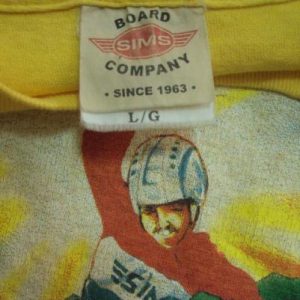 BOARD
SIMS
COMPANY
• SINCE 1963 •
L/G
SIMS